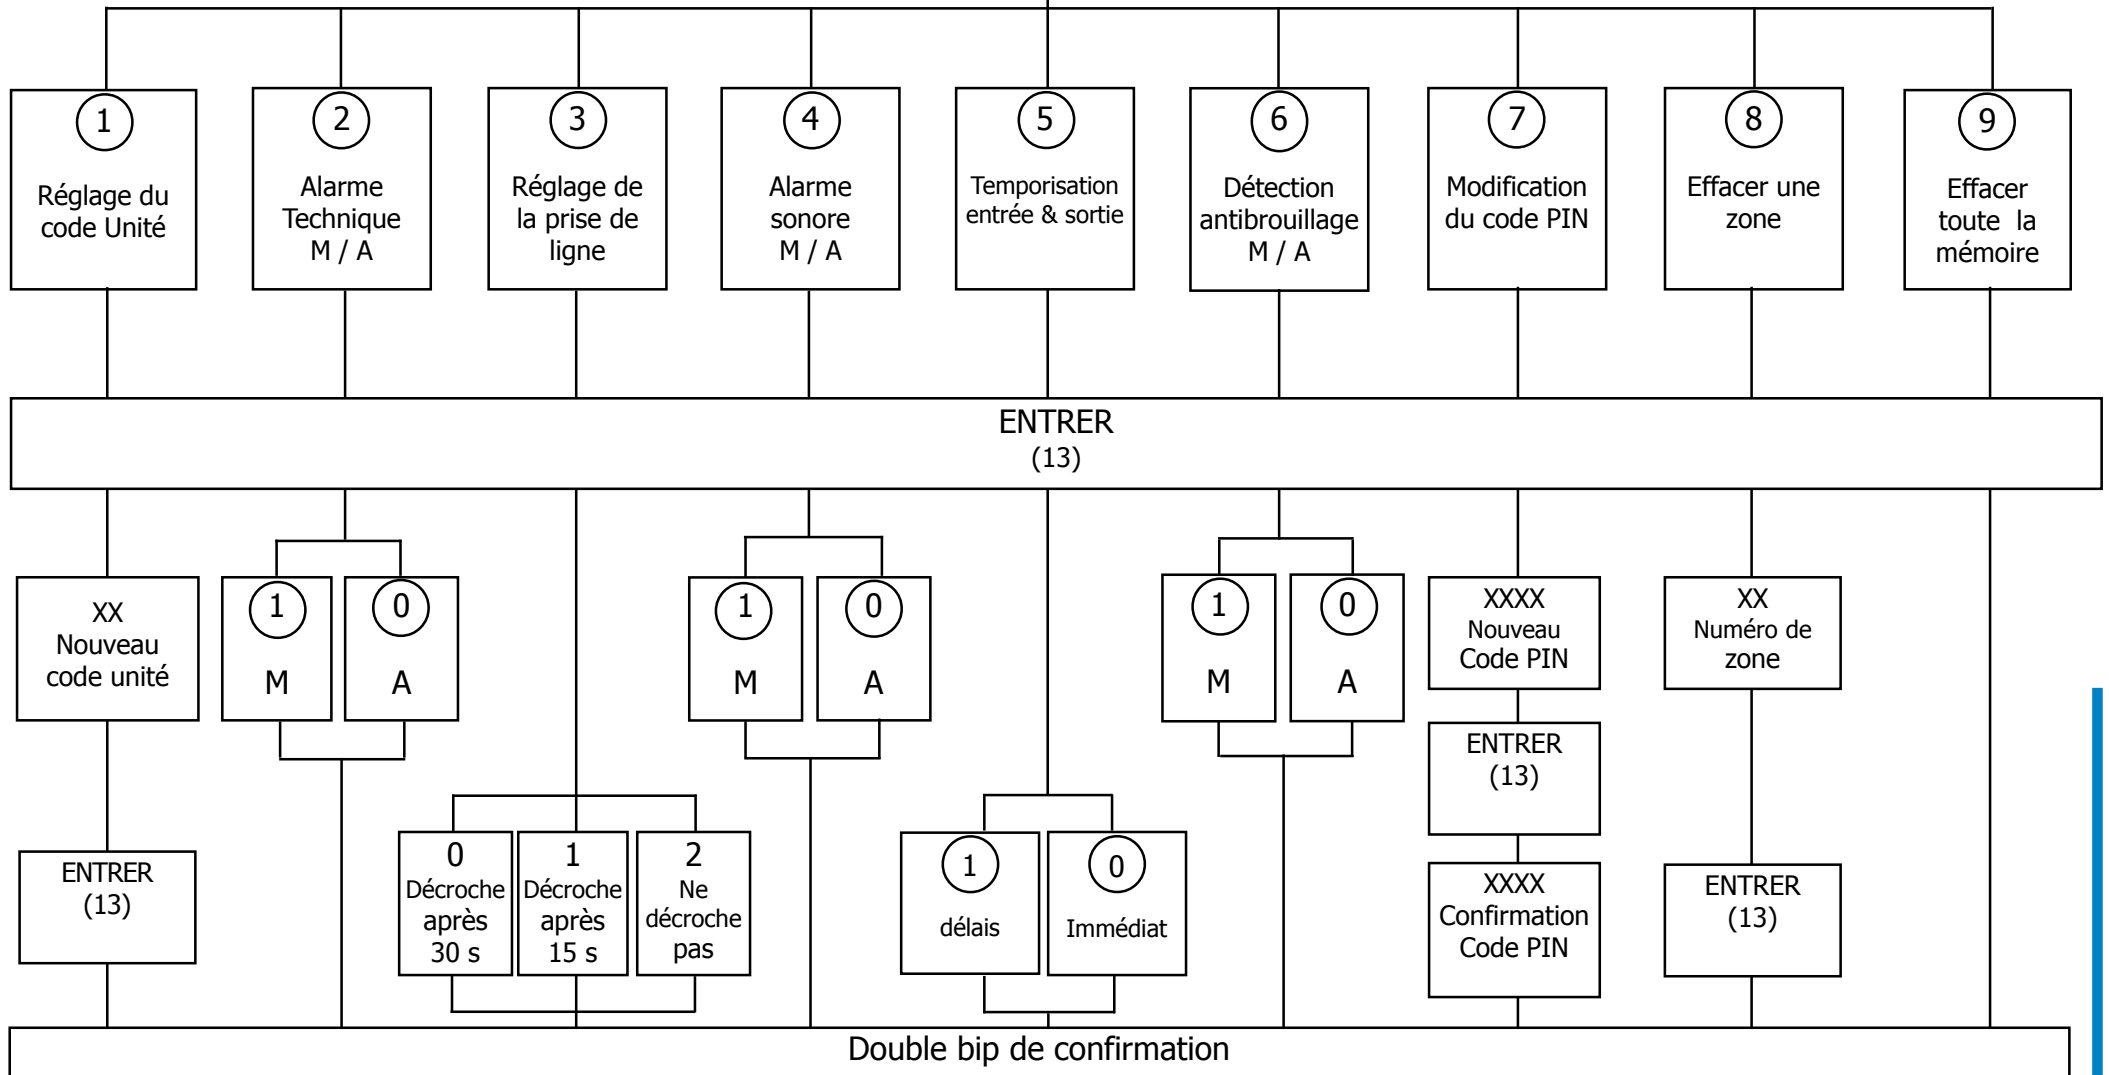 1
Réglage du
code Unité
2
Alarme
Technique
M / A
3
Réglage de
la prise de
ligne
4
Alarme
sonore
M / A
5
Temporisation
entrée & sortie
6
Détection
antibrouillage
M / A
7
Modification
du code PIN
8
Effacer une
zone
9
Effacer
toute la
mémoire
ENTRER
(13)
XX
Nouveau
code unité
ENTRER
(13)
1
M
0
A
0
Décroche
après
30 s
1
Décroche
après
15 s
2
Ne
décroche
pas
1
M
0
A
1
délais
0
Immédiat
1
M
0
A
XXXX
Nouveau
Code PIN
ENTRER
(13)
XXXX
Confirmation
Code PIN
XX
Numéro de
zone
ENTRER
(13)
Double bip de confirmation